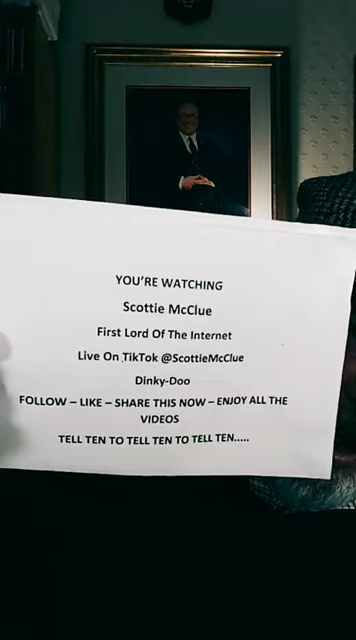 YOU'RE WATCHING
Scottie McClue
First Lord Of The Internet
Live On TikTok @ScottieMcClue
Dinky-Doo
FOLLOW – LIKE – SHARE THIS NOW – ENJOY ALL THE
VIDEOS
TELL TEN TO TELL TEN TO TELL TEN.....